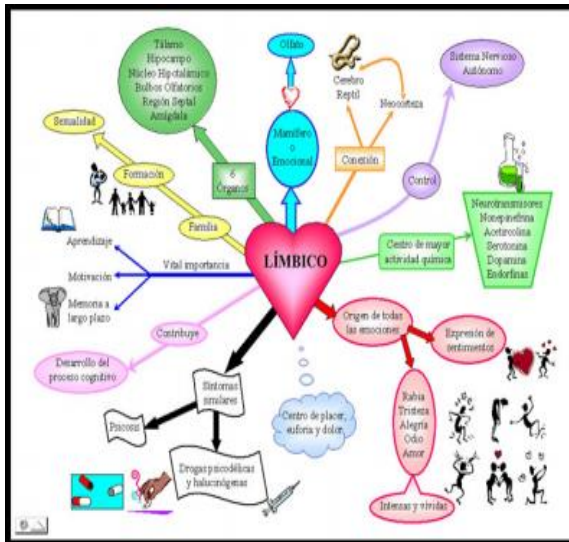 Tálamo
Hipocampo
Núcleo Hipotalámico
Bulbos Olfatorios
Región Septal
Amígdala
Olfato
Cerebro
Reptil
Neocorteza
Sistema Nervioso
Autónomo
Sexualidad
Formación
Familia
6
Órganos
Mamífero
o
Emocional
Conexión
Control
Neurotransmisores
Norepinefrina
Acetilcolina
Serotonina
Dopamina
Endorfinas
Centro de mayor
actividad química
LÍMBICO
Aprendizaje
Motivación
Memoria a
largo plazo
Vital importancia
Contribuye
Desarrollo del
proceso cognitivo
Origen de todas
las emociones
Expresión de
sentimientos
Síntomas
similares
Psicosis
Drogas psicodélicas
y halucinógenas
Centro de placer,
euforia y dolor
Rabia
Tristeza
Alegría
Odio
Amor
Intensas y vívidas